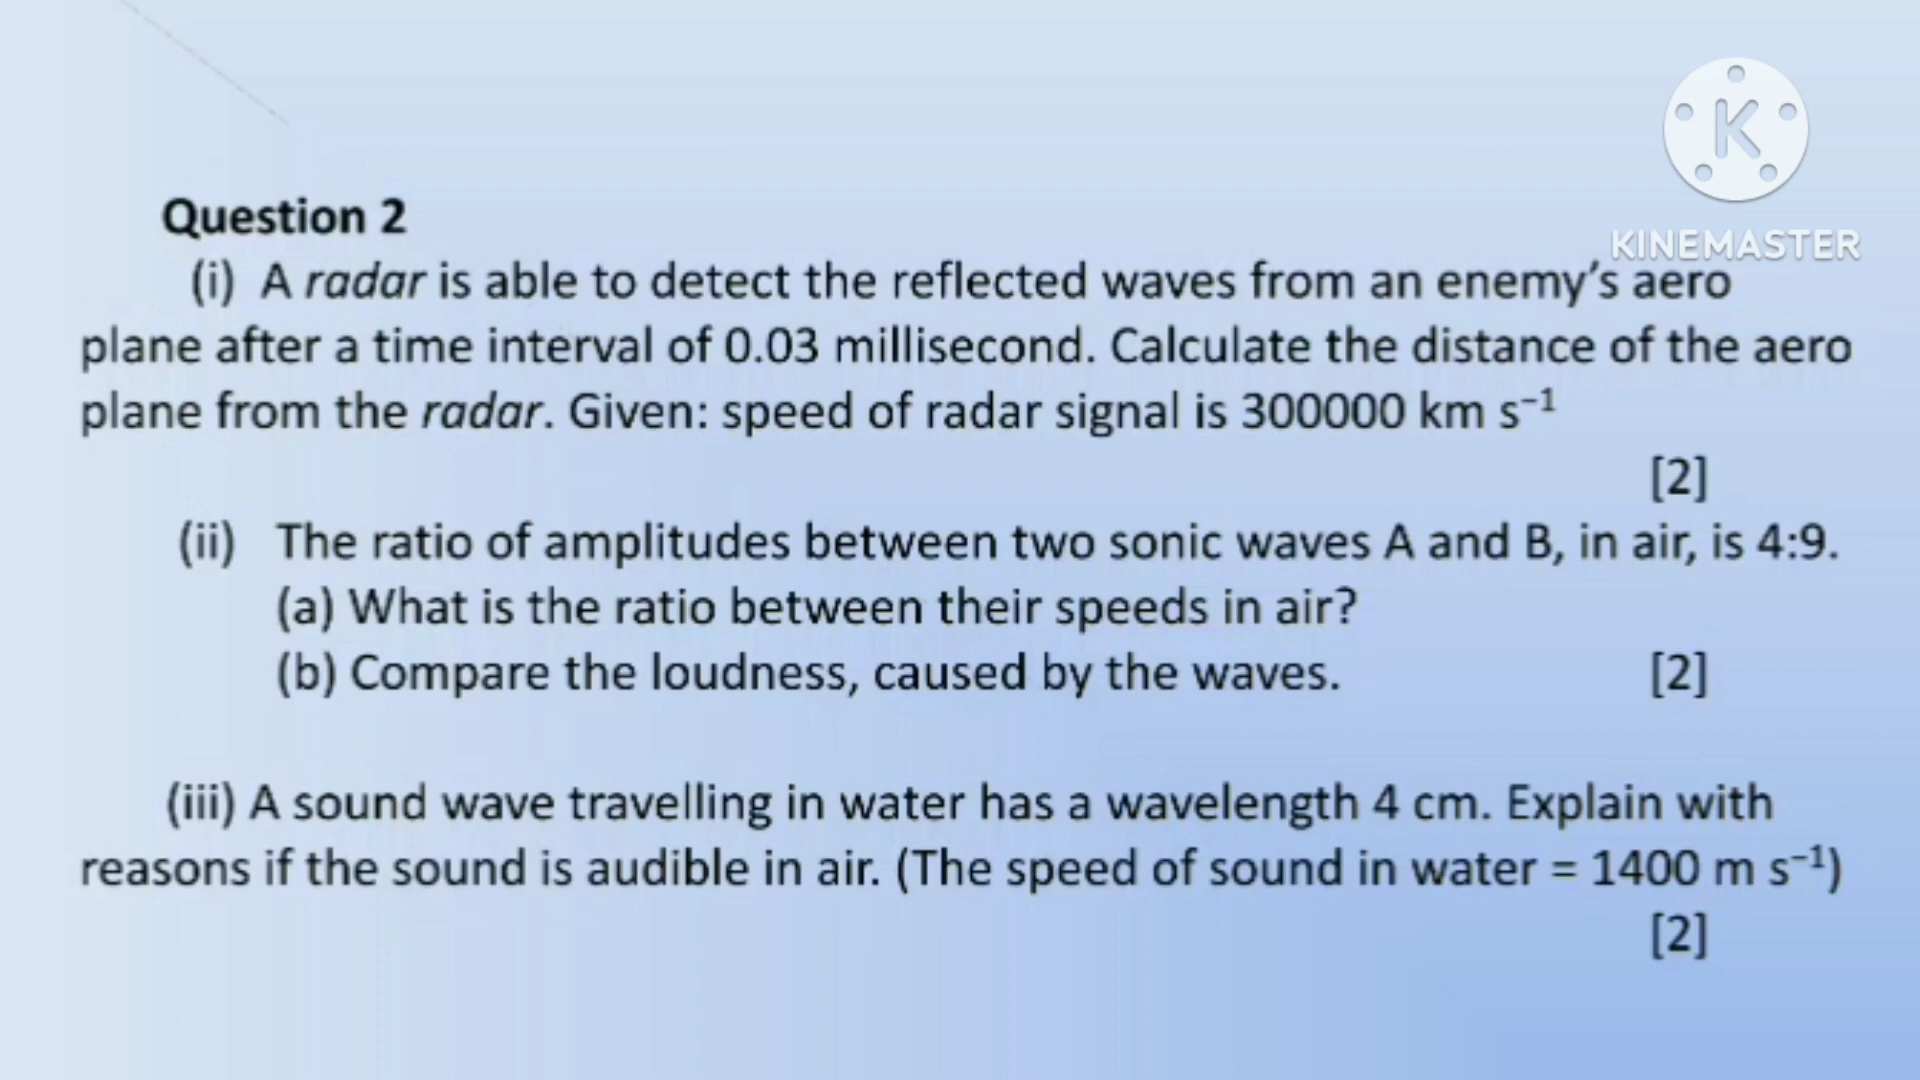 K
KINEMASTER
Question 2
(i) A radar is able to detect the reflected waves from an enemy’s aero
plane after a time interval of 0.03 millisecond. Calculate the distance of the aero
plane from the radar. Given: speed of radar signal is 300000 km s⁻¹
[2]
(ii) The ratio of amplitudes between two sonic waves A and B, in air, is 4:9.
(a) What is the ratio between their speeds in air?
(b) Compare the loudness, caused by the waves. [2]
(iii) A sound wave travelling in water has a wavelength 4 cm. Explain with
reasons if the sound is audible in air. (The speed of sound in water = 1400 m s⁻¹)
[2]